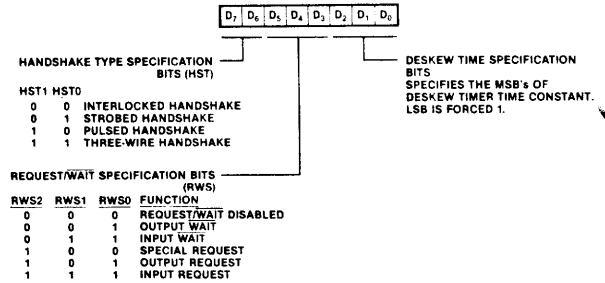 D7 D6 D5 D4 D3 D2 D1 D0
HANDSHAKE TYPE SPECIFICATION
BITS (HST)
HST1 HST0
0 0 INTERLOCKED HANDSHAKE
0 1 STROBED HANDSHAKE
1 0 PULSED HANDSHAKE
1 1 THREE-WIRE HANDSHAKE
DESKEW TIME SPECIFICATION
BITS
SPECIFIES THE MSB's OF
DESKEW TIMER TIME CONSTANT.
LSB IS FORCED 1.
REQUEST/WAIT SPECIFICATION BITS
(RWS)
RWS2 RWS1 RWS0 FUNCTION
0 0 0 REQUEST/WAIT DISABLED
0 0 1 OUTPUT WAIT
0 1 1 INPUT WAIT
1 0 0 SPECIAL REQUEST
1 0 1 OUTPUT REQUEST
1 1 1 INPUT REQUEST